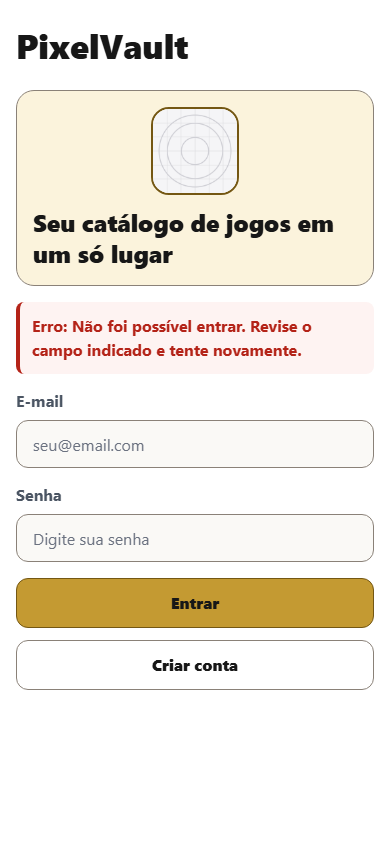 PixelVault
Seu catálogo de jogos em
um só lugar
Erro: Não foi possível entrar. Revise o
campo indicado e tente novamente.
E-mail
seu@email.com
Senha
Digite sua senha
Entrar
Criar conta